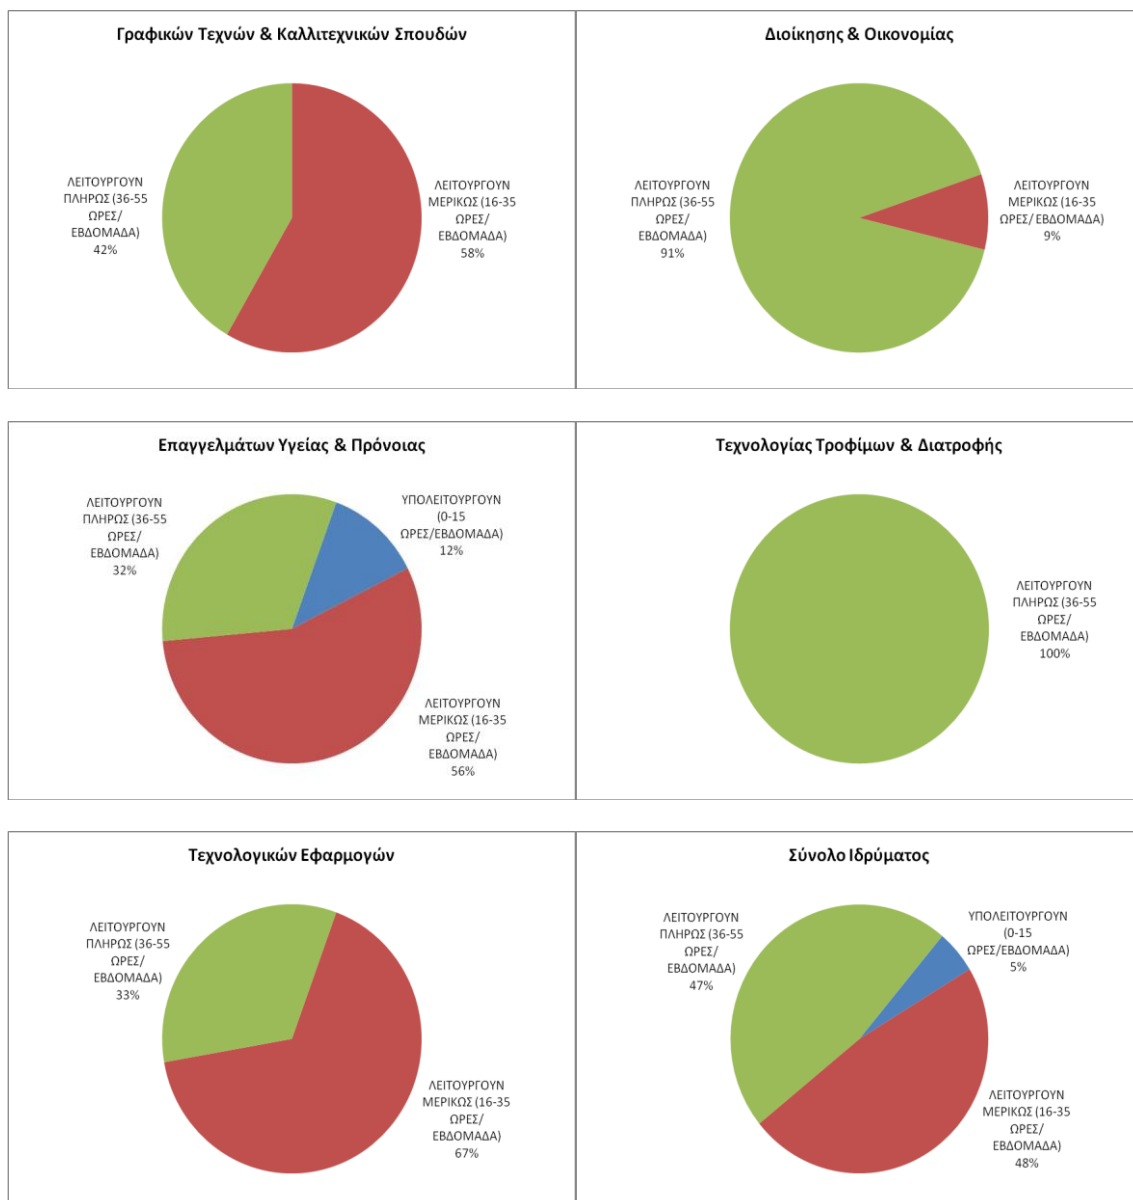 Γραφικών Τεχνών & Καλλιτεχνικών Σπουδών
ΛΕΙΤΟΥΡΓΟΥΝ
ΠΛΗΡΩΣ (36-55
ΩΡΕΣ/
ΕΒΔΟΜΑΔΑ)
42%
ΛΕΙΤΟΥΡΓΟΥΝ
ΜΕΡΙΚΩΣ (16-35
ΩΡΕΣ/
ΕΒΔΟΜΑΔΑ)
58%
Διοίκησης & Οικονομίας
ΛΕΙΤΟΥΡΓΟΥΝ
ΠΛΗΡΩΣ (36-55
ΩΡΕΣ/
ΕΒΔΟΜΑΔΑ)
91%
ΛΕΙΤΟΥΡΓΟΥΝ
ΜΕΡΙΚΩΣ (16-35
ΩΡΕΣ/ ΕΒΔΟΜΑΔΑ)
9%
Επαγγελμάτων Υγείας & Πρόνοιας
ΛΕΙΤΟΥΡΓΟΥΝ
ΠΛΗΡΩΣ (36-55
ΩΡΕΣ/
ΕΒΔΟΜΑΔΑ)
32%
ΥΠΟΛΕΙΤΟΥΡΓΟΥΝ
(0-15
ΩΡΕΣ/ΕΒΔΟΜΑΔΑ)
12%
ΛΕΙΤΟΥΡΓΟΥΝ
ΜΕΡΙΚΩΣ (16-35
ΩΡΕΣ/
ΕΒΔΟΜΑΔΑ)
56%
Τεχνολογίας Τροφίμων & Διατροφής
ΛΕΙΤΟΥΡΓΟΥΝ
ΠΛΗΡΩΣ (36-55
ΩΡΕΣ/
ΕΒΔΟΜΑΔΑ)
100%
Τεχνολογικών Εφαρμογών
ΛΕΙΤΟΥΡΓΟΥΝ
ΠΛΗΡΩΣ (36-55
ΩΡΕΣ/
ΕΒΔΟΜΑΔΑ)
33%
ΛΕΙΤΟΥΡΓΟΥΝ
ΜΕΡΙΚΩΣ (16-35
ΩΡΕΣ/
ΕΒΔΟΜΑΔΑ)
67%
Σύνολο Ιδρύματος
ΛΕΙΤΟΥΡΓΟΥΝ
ΠΛΗΡΩΣ (36-55
ΩΡΕΣ/
ΕΒΔΟΜΑΔΑ)
47%
ΥΠΟΛΕΙΤΟΥΡΓΟΥΝ
(0-15
ΩΡΕΣ/ΕΒΔΟΜΑΔΑ)
5%
ΛΕΙΤΟΥΡΓΟΥΝ
ΜΕΡΙΚΩΣ (16-35
ΩΡΕΣ/
ΕΒΔΟΜΑΔΑ)
48%